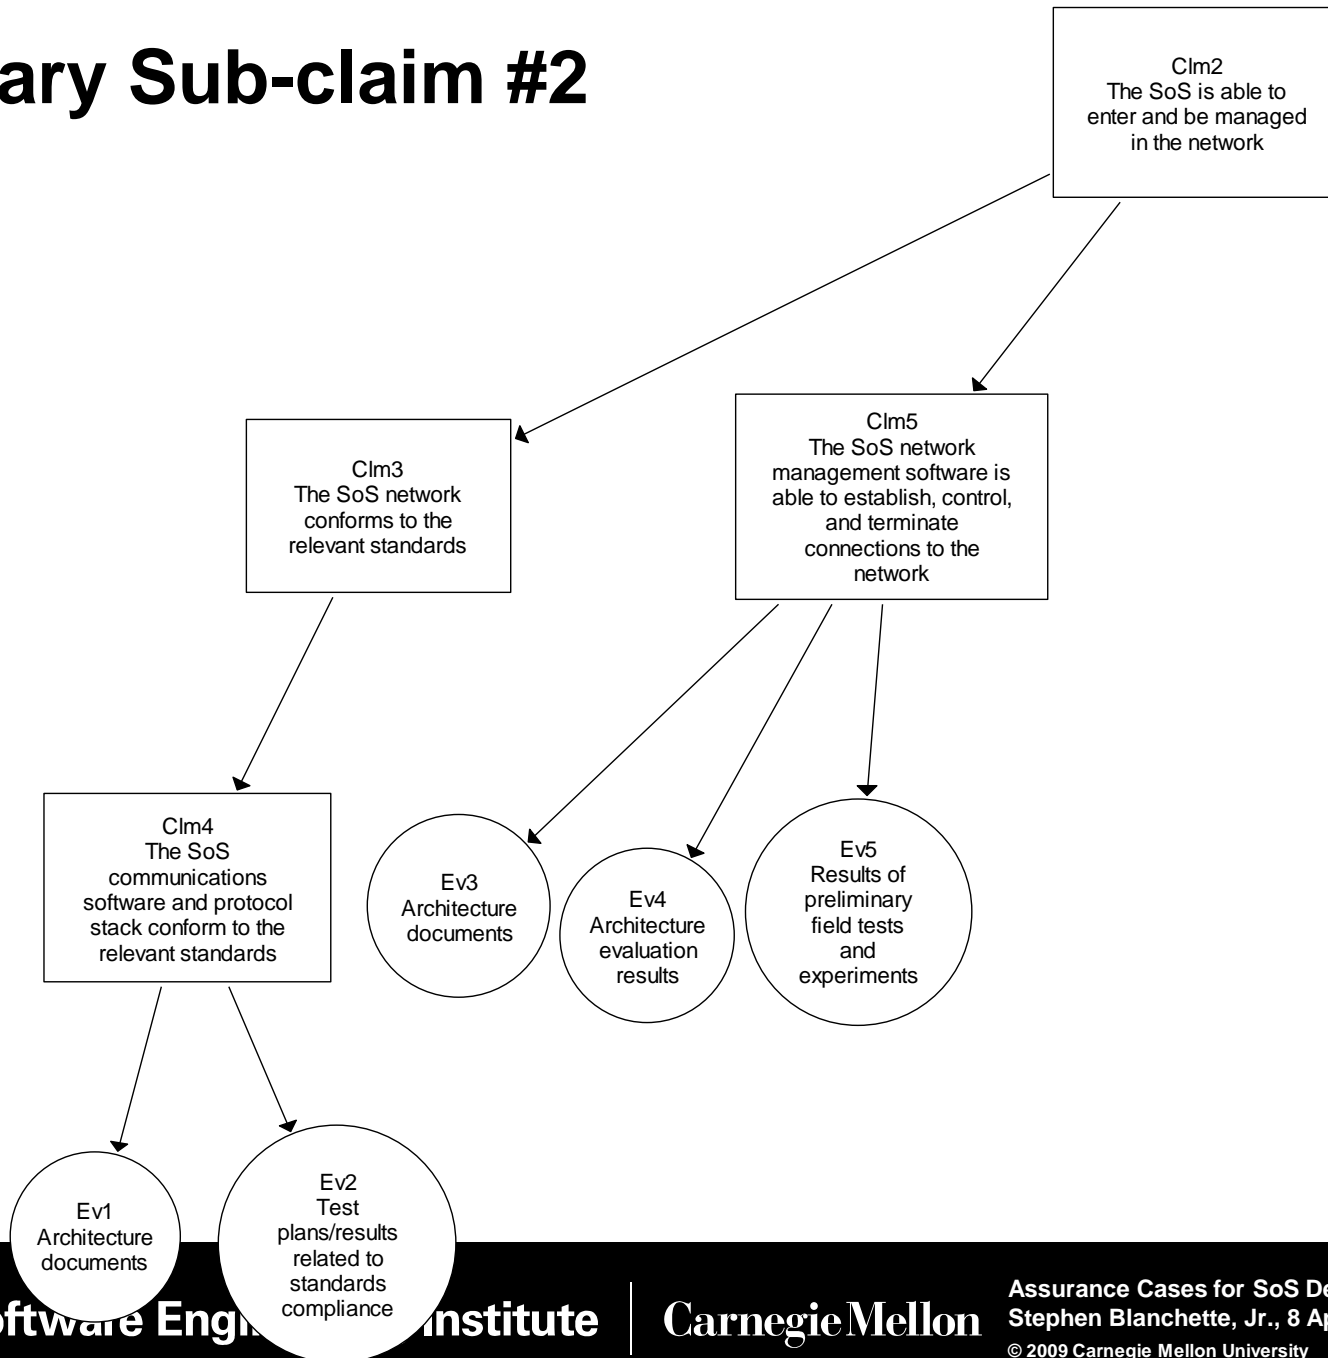 ary Sub-claim #2
Clm2
The SoS is able to
enter and be managed
in the network
Clm3
The SoS network
conforms to the
relevant standards
Clm5
The SoS network
management software is
able to establish, control,
and terminate
connections to the
network
Clm4
The SoS
communications
software and protocol
stack conform to the
relevant standards
Ev3
Architecture
documents
Ev4
Architecture
evaluation
results
Ev5
Results of
preliminary
field tests
and
experiments
Ev1
Architecture
documents
Ev2
Test
plans/results
related to
standards
compliance
oftware Engi nstitute
Carnegie Mellon
Assurance Cases for SoS De
Stephen Blanchette, Jr., 8 Ap
© 2009 Carnegie Mellon University